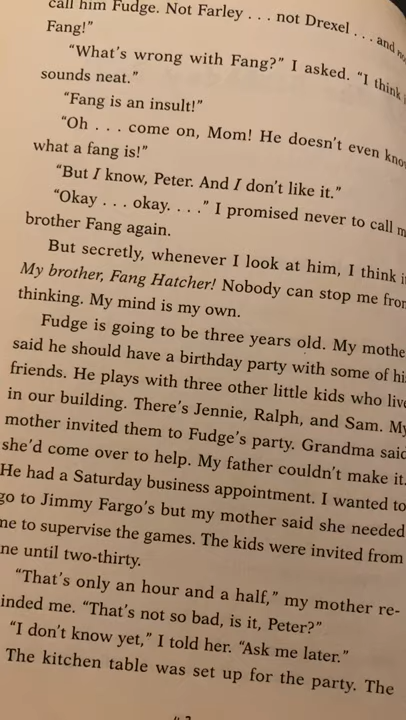 call him Fudge. Not Farley . . . not Drexel . . . and
Fang!”
“What’s wrong with Fang?” I asked. “I think
sounds neat.”
“Fang is an insult!”
“Oh . . . come on, Mom! He doesn’t even kno
what a fang is!”
“But I know, Peter. And I don’t like it.”
“Okay . . . okay. . . .” I promised never to call m
brother Fang again.
But secretly, whenever I look at him, I think i
My brother, Fang Hatcher! Nobody can stop me from
thinking. My mind is my own.
Fudge is going to be three years old. My mothe
said he should have a birthday party with some of hi
friends. He plays with three other little kids who live
in our building. There’s Jennie, Ralph, and Sam. My
mother invited them to Fudge’s party. Grandma said
she’d come over to help. My father couldn’t make it.
He had a Saturday business appointment. I wanted to
go to Jimmy Fargo’s but my mother said she needed
me to supervise the games. The kids were invited from
ne until two-thirty.
“That’s only an hour and a half,” my mother re-
inded me. “That’s not so bad, is it, Peter?”
“I don’t know yet,” I told her. “Ask me later.”
The kitchen table was set up for the party. The